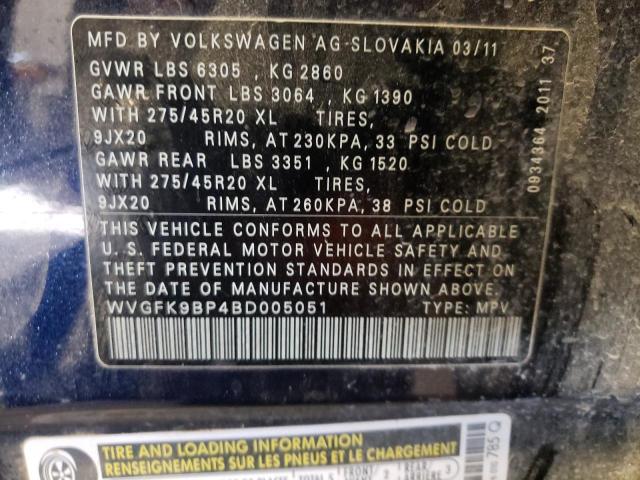 MFD BY VOLKSWAGEN AG-SLOVAKIA 03/11
GVWR LBS 6305 , KG 2860
GAWR FRONT LBS 3064 , KG 1390
WITH 275/45R20 XL TIRES,
9JX20 RIMS, AT 230KPA, 33 PSI COLD
GAWR REAR LBS 3351 , KG 1520
WITH 275/45R20 XL TIRES,
9JX20 RIMS, AT 260KPA, 38 PSI COLD
THIS VEHICLE CONFORMS TO ALL APPLICABLE
U. S. FEDERAL MOTOR VEHICLE SAFETY AND
THEFT PREVENTION STANDARDS IN EFFECT
ON THE DATE OF MANUFACTURE SHOWN ABOVE
WVGFK9BP4BD005051 TYPE: MPV
0934364 2011 37
TIRE AND LOADING INFORMATION
RENSEIGNEMENTS SUR LES PNEUS ET LE CHARGEMENT
785 Q